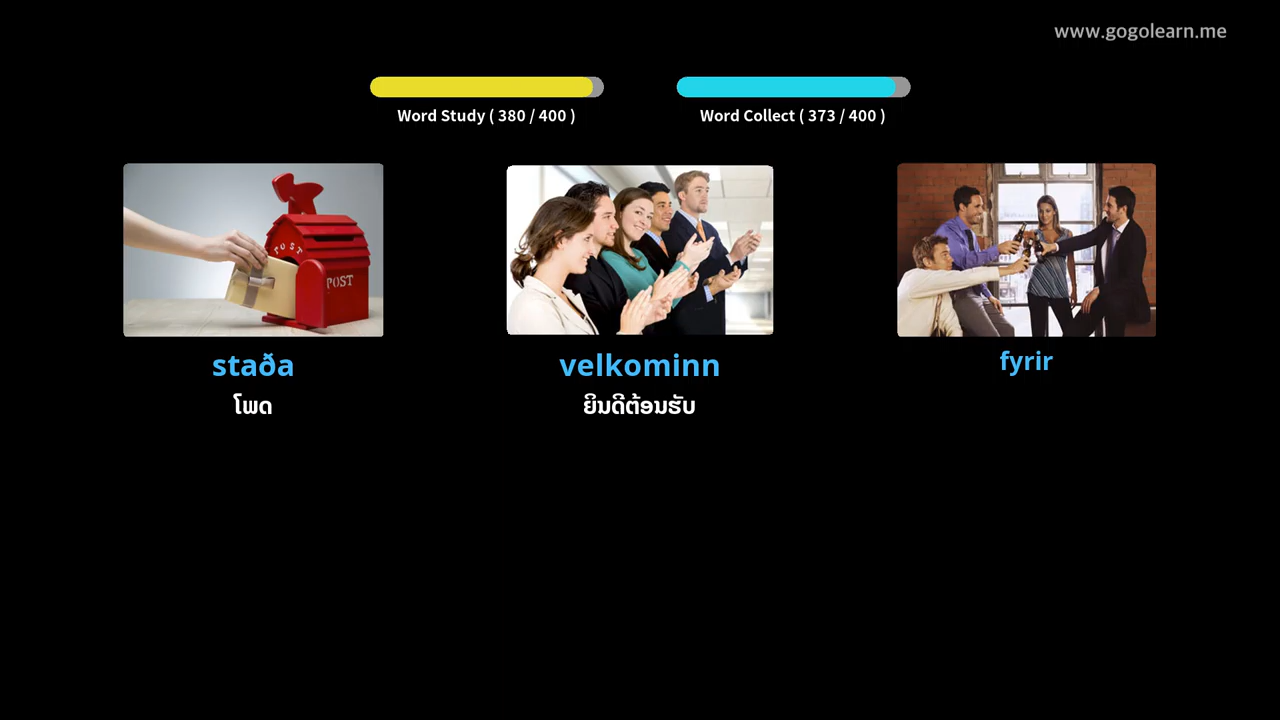 www.gogolearn.me
Word Study ( 380 / 400 )
Word Collect ( 373 / 400 )
POST
POST
staða
velkominn
fyrir
ໂພດ
ຍິນດີຕ້ອນຮັບ